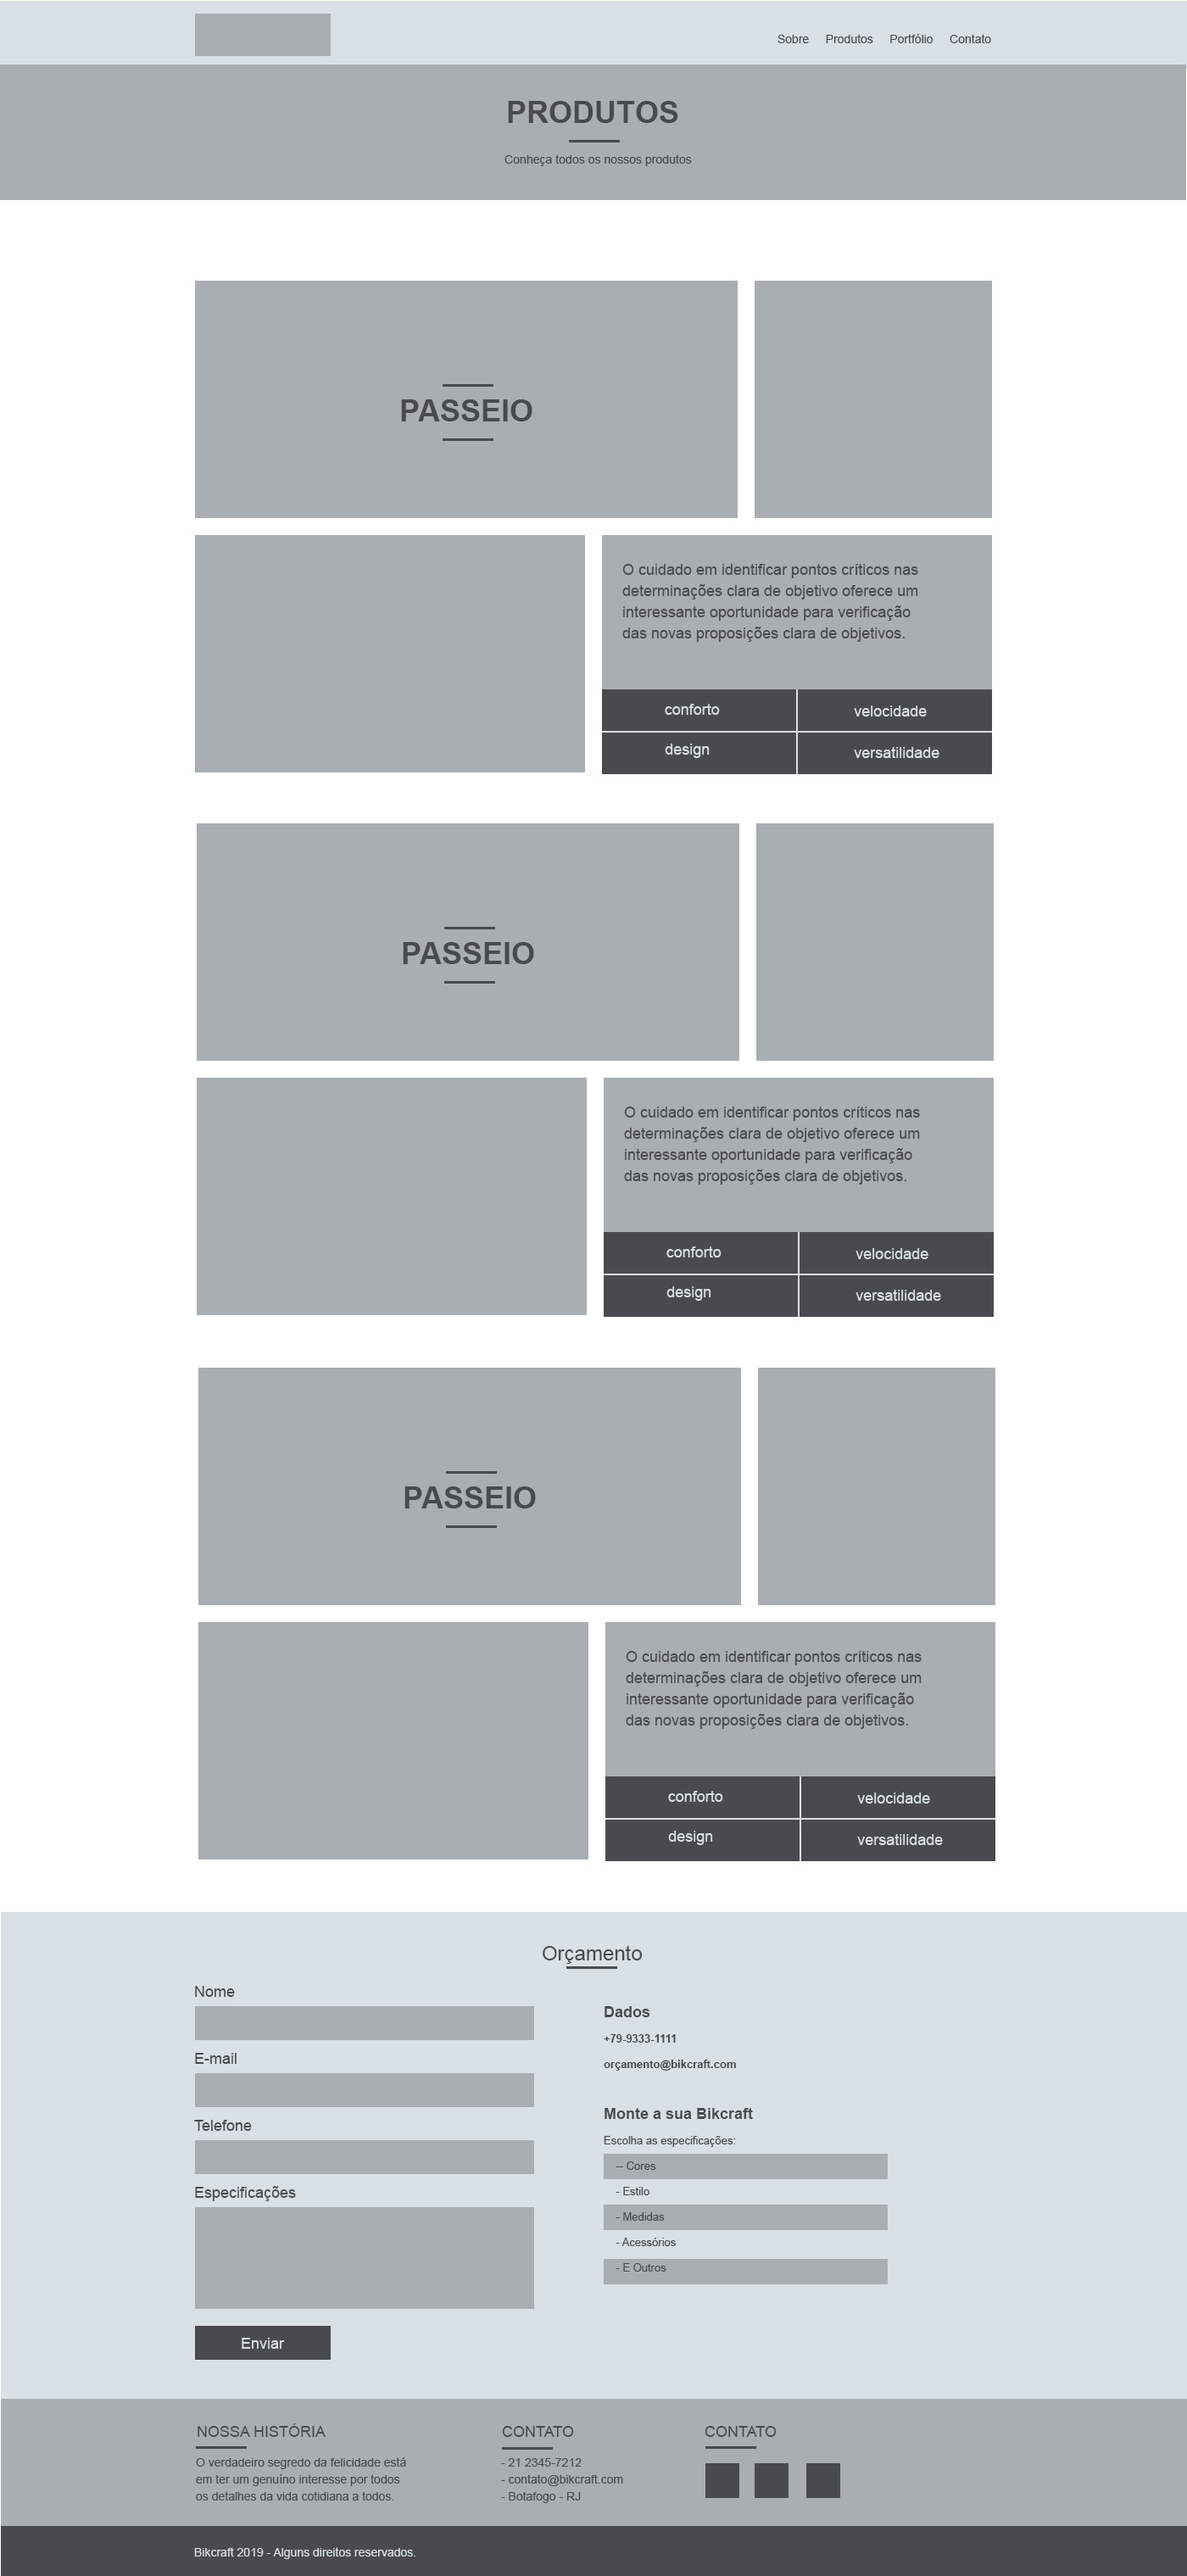 Sobre Produtos Portfólio Contato
PRODUTOS
Conheça todos os nossos produtos
PASSEIO
O cuidado em identificar pontos críticos nas
determinações clara de objetivo oferece um
interessante oportunidade para verificação
das novas proposições clara de objetivos.
conforto velocidade
design versatilidade
PASSEIO
O cuidado em identificar pontos críticos nas
determinações clara de objetivo oferece um
interessante oportunidade para verificação
das novas proposições clara de objetivos.
conforto velocidade
design versatilidade
PASSEIO
O cuidado em identificar pontos críticos nas
determinações clara de objetivo oferece um
interessante oportunidade para verificação
das novas proposições clara de objetivos.
conforto velocidade
design versatilidade
Orçamento
Nome
E-mail
Telefone
Especificações
Enviar
Dados
+79-9333-1111
orçamento@bikcraft.com
Monte a sua Bikcraft
Escolha as especificações:
-- Cores
- Estilo
- Medidas
- Acessórios
- E Outros
NOSSA HISTÓRIA
O verdadeiro segredo da felicidade está
em ter um genuíno interesse por todos
os detalhes da vida cotidiana a todos.
CONTATO
- 21 2345-7212
- contato@bikcraft.com
- Botafogo - RJ
CONTATO
Bikcraft 2019 - Alguns direitos reservados.